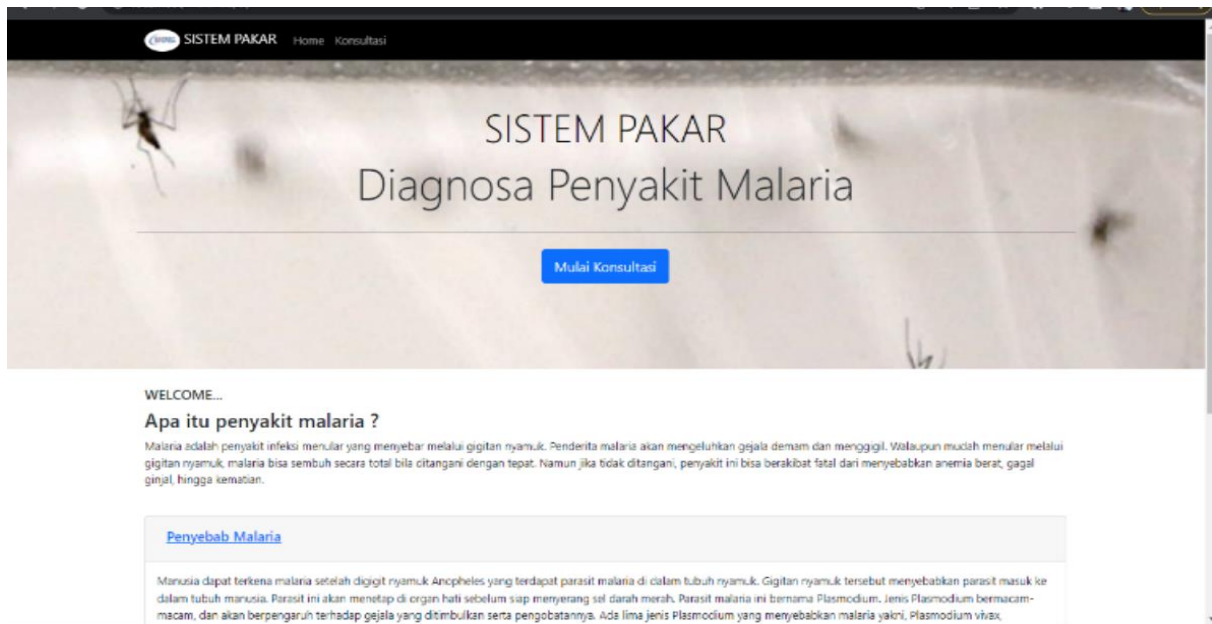 SISTEM PAKAR Home Konsultasi
SISTEM PAKAR
Diagnosa Penyakit Malaria
Mulai Konsultasi
WELCOME...
Apa itu penyakit malaria ?
Malaria adalah penyakit infeksi menular yang menyebar melalui gigitan nyamuk. Penderita malaria akan mengeluhkan gejala demam dan menggigil. Walaupun mudah menular melalui
gigitan nyamuk, malaria bisa sembuh secara total bila ditangani dengan tepat. Namun jika tidak ditangani, penyakit ini bisa berakibat fatal dari menyebabkan anemia berat, gagal
ginjal, hingga kematian.
Penyebab Malaria
Manusia dapat terkena malaria setelah digigit nyamuk Anopheles yang terdapat parasit malaria di dalam tubuh nyamuk. Gigitan nyamuk tersebut menyebabkan parasit masuk ke
dalam tubuh manusia. Parasit ini akan menetap di organ hati sebelum siap menyerang sel darah merah. Parasit malaria ini bernama Plasmodium. Jenis Plasmodium bermacam-
macam, dan akan berpengaruh terhadap gejala yang ditimbulkan serta pengobatannya. Ada lima jenis Plasmodium yang menyebabkan malaria yakni, Plasmodium vivax,